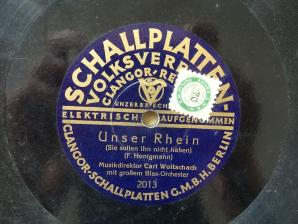 SCHALLPLATTEN-
VOLKSVERB
CLANGOR-RE
UNZERBRECH
ELEKTRISCH AUFGENOMMEN
Unser Rhein
(Sie sollen ihn nicht haben)
(F. Honigmann)
Musikdirektor Carl Woitschach
mit großem Blas-Orchester
2013
CLANGOR-SCHALLPLATTEN G.M.B.H. BERLIN